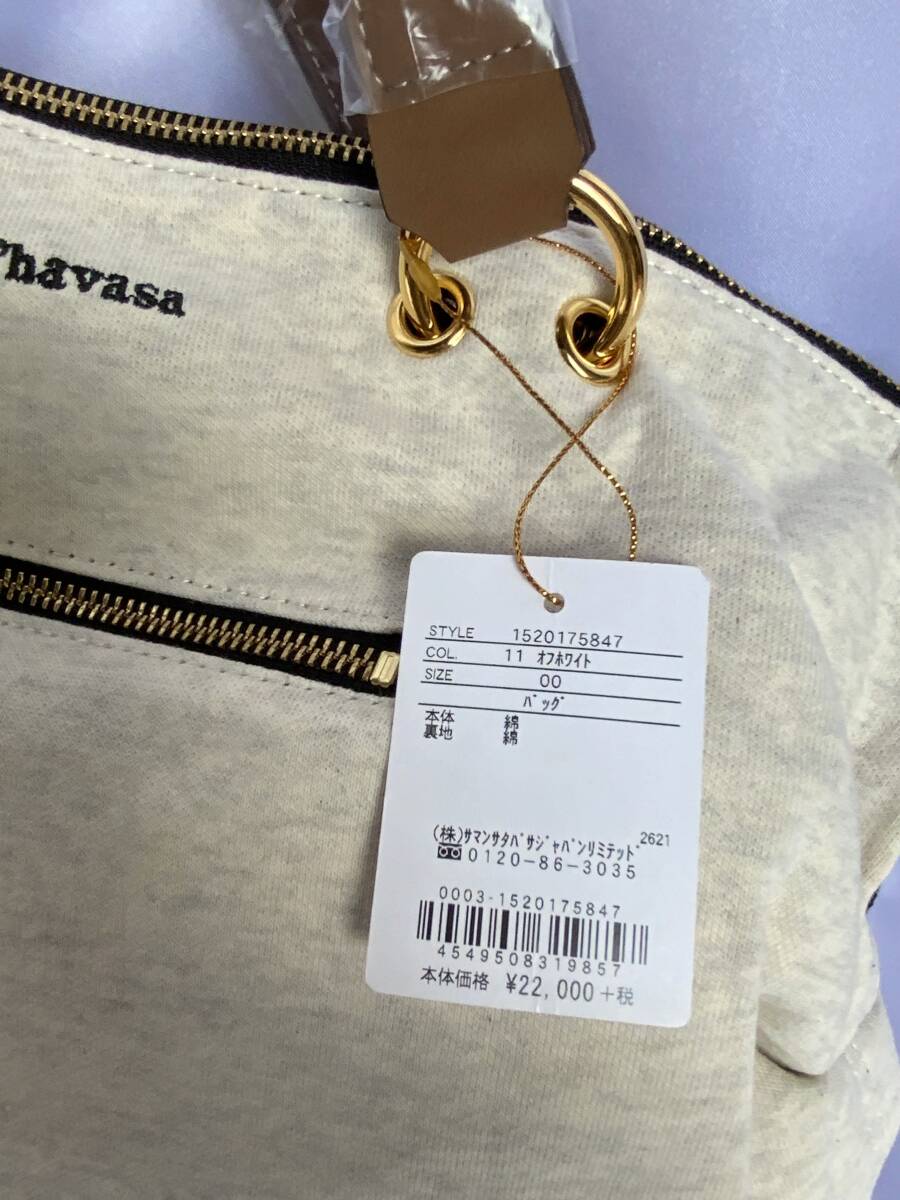 Thavasa
STYLE 1520175847
COL. 11 ｵﾌﾎﾜｲﾄ
SIZE 00
ﾊﾞｯｸﾞ
本体 綿
裏地 綿
(株)ｻﾏﾝｻﾀﾊﾞｻｼﾞｬﾊﾟﾝﾘﾐﾃｯﾄﾞ 2621
0120-86-3035
0003-1520175847
4549508319857
本体価格 ¥22,000+税